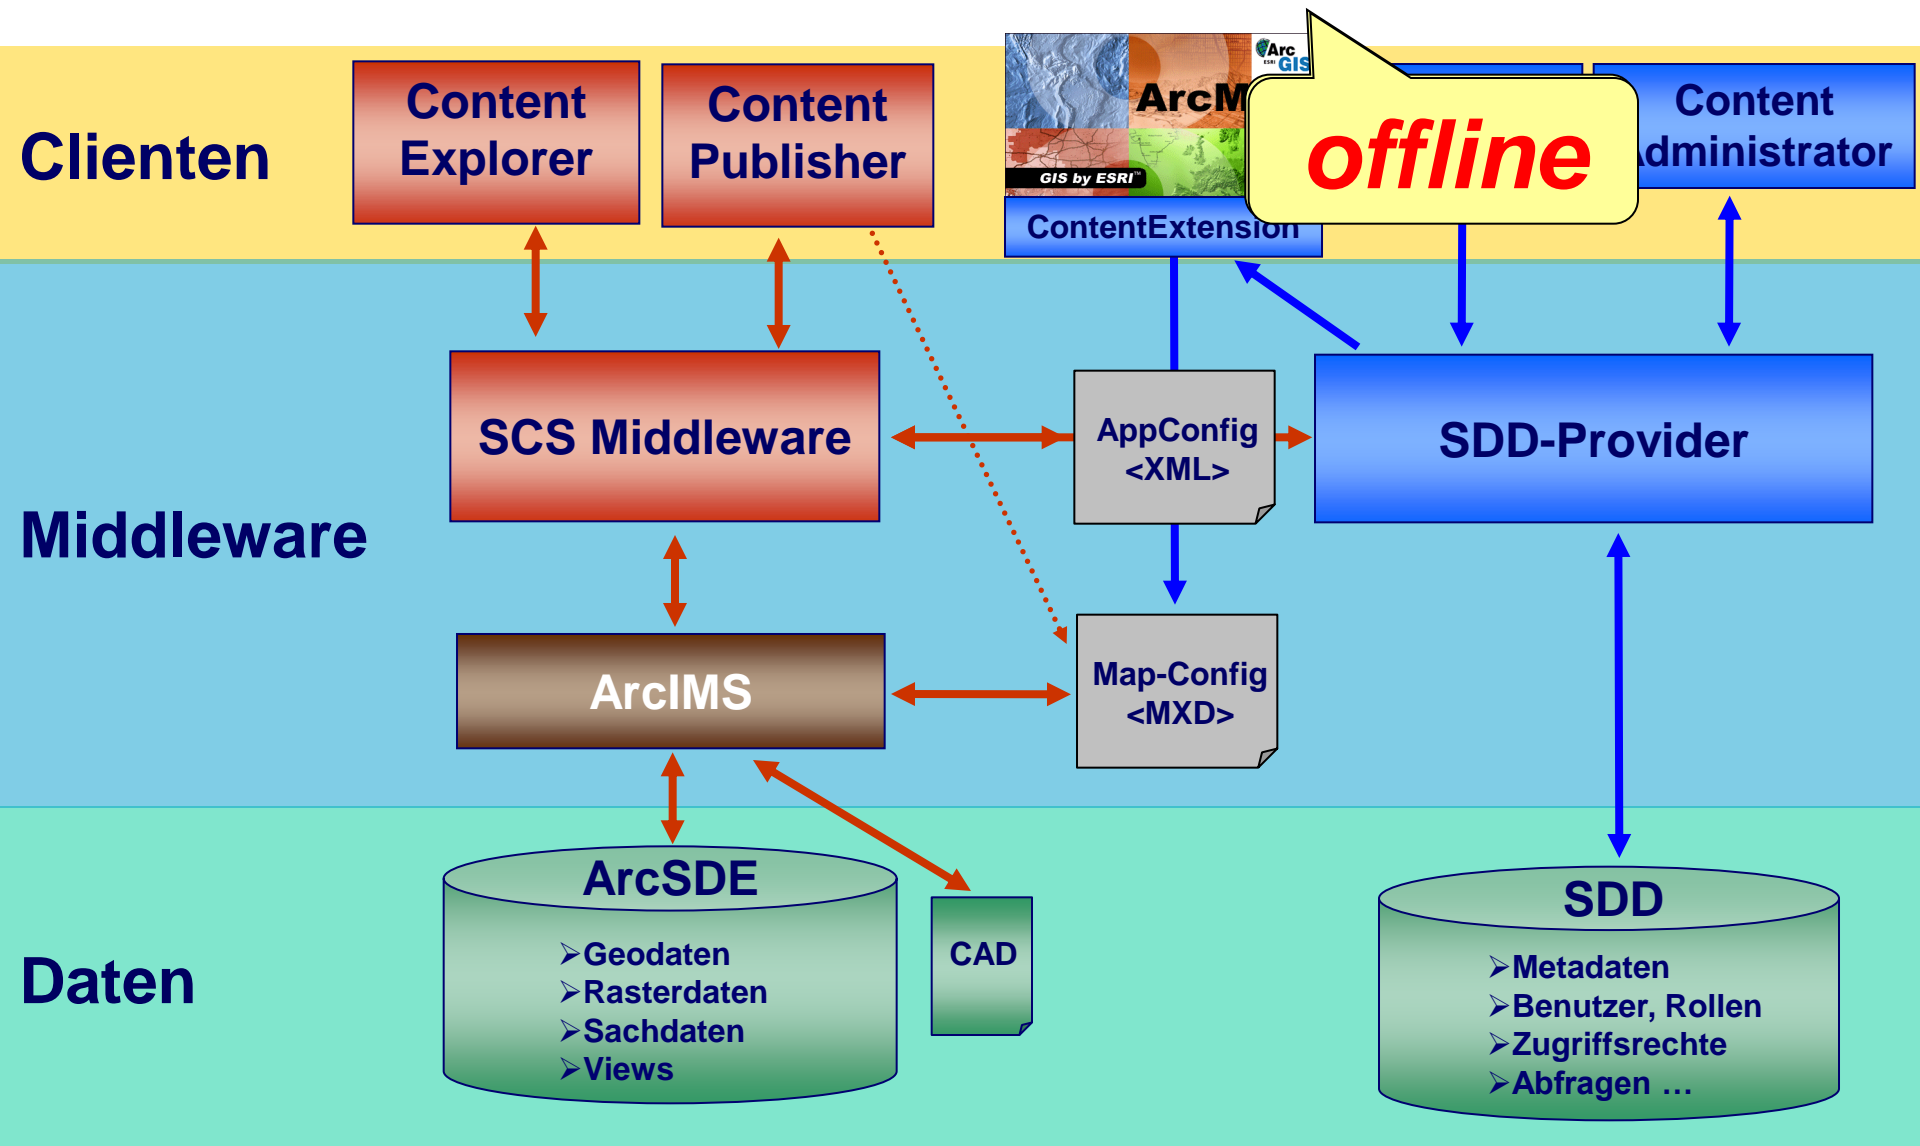 Clienten
Content
Explorer
Content
Publisher
Arc
ESRI GIS
ArcM
GIS by ESRI™
ContentExtension
offline
Content
dministrator
Middleware
SCS Middleware
AppConfig
<XML>
SDD-Provider
ArcIMS
Map-Config
<MXD>
Daten
ArcSDE
➢Geodaten
➢Rasterdaten
➢Sachdaten
➢Views
CAD
SDD
➢Metadaten
➢Benutzer, Rollen
➢Zugriffsrechte
➢Abfragen …